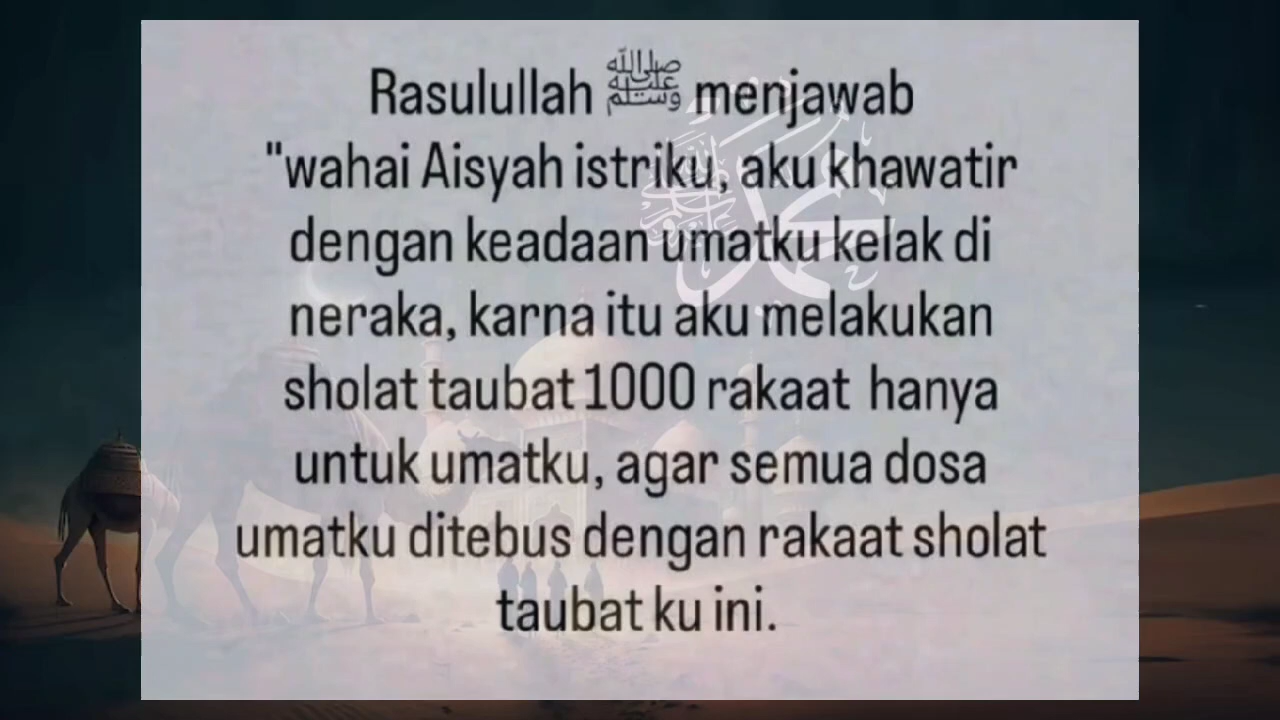 Rasulullah ﷺ menjawab
"wahai Aisyah istriku, aku khawatir
dengan keadaan umatku kelak di
neraka, karna itu aku melakukan
sholat taubat 1000 rakaat hanya
untuk umatku, agar semua dosa
umatku ditebus dengan rakaat sholat
taubat ku ini.
محمد